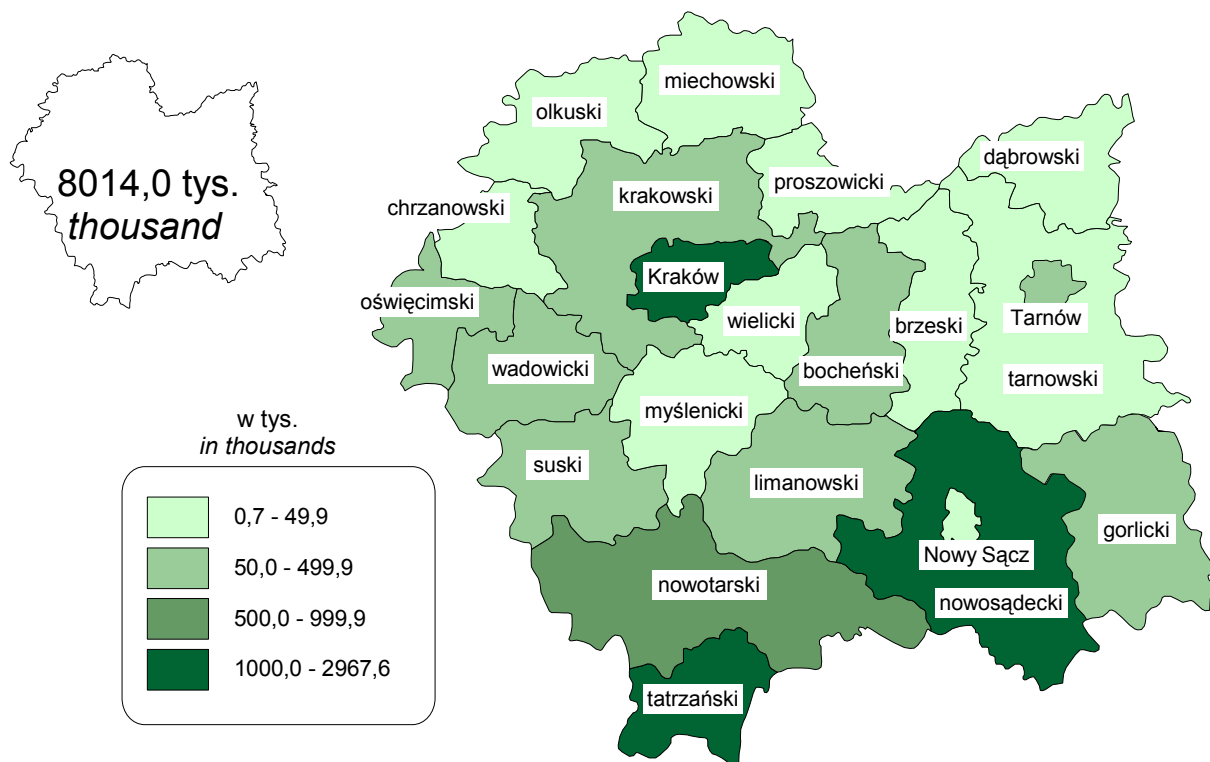 8014,0 tys.
thousand
miechowski
olkuski
dąbrowski
proszowicki
krakowski
chrzanowski
Kraków
oświęcimski
Tarnów
wielicki
brzeski
wadowicki
bocheński
tarnowski
myślenicki
suski
limanowski
gorlicki
Nowy Sącz
nowotarski
nowosądecki
tatrzański
w tys.
in thousands
0,7 - 49,9
50,0 - 499,9
500,0 - 999,9
1000,0 - 2967,6